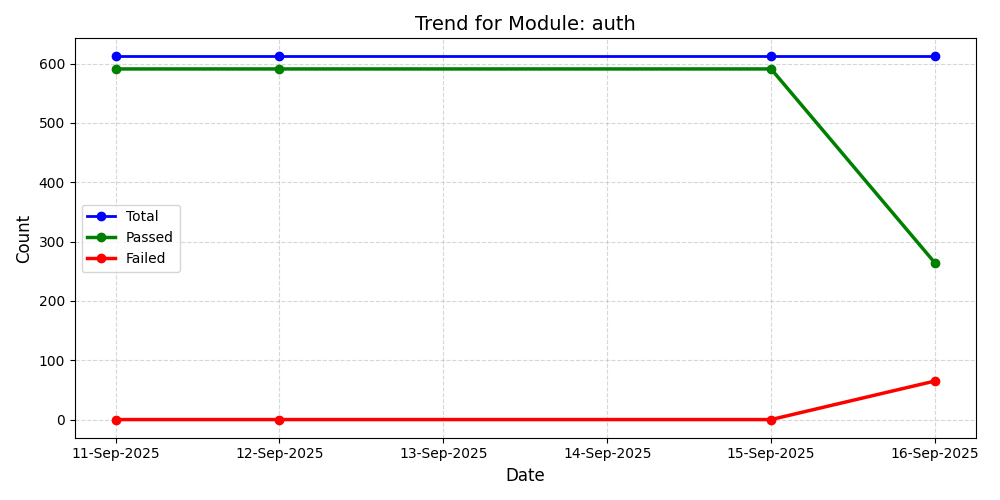 Trend for Module: auth
600
500
400
300
200
100
0
Count
Total
Passed
Failed
11-Sep-2025 12-Sep-2025 13-Sep-2025 14-Sep-2025 15-Sep-2025 16-Sep-2025
Date